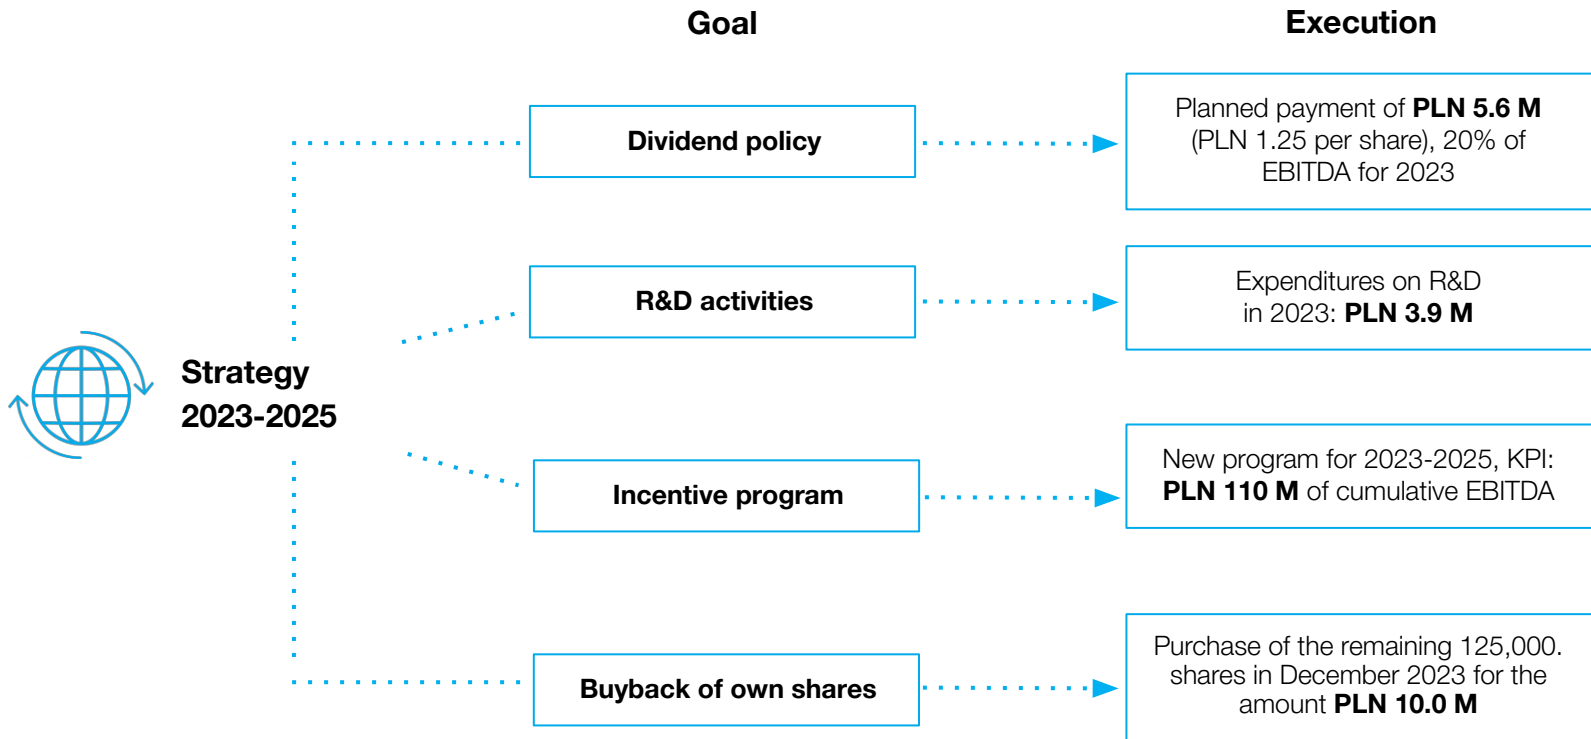 Goal
Execution
Dividend policy
Planned payment of PLN 5.6 M
(PLN 1.25 per share), 20% of
EBITDA for 2023
R&D activities
Expenditures on R&D
in 2023: PLN 3.9 M
Strategy
2023-2025
Incentive program
New program for 2023-2025, KPI:
PLN 110 M of cumulative EBITDA
Buyback of own shares
Purchase of the remaining 125,000.
shares in December 2023 for the
amount PLN 10.0 M